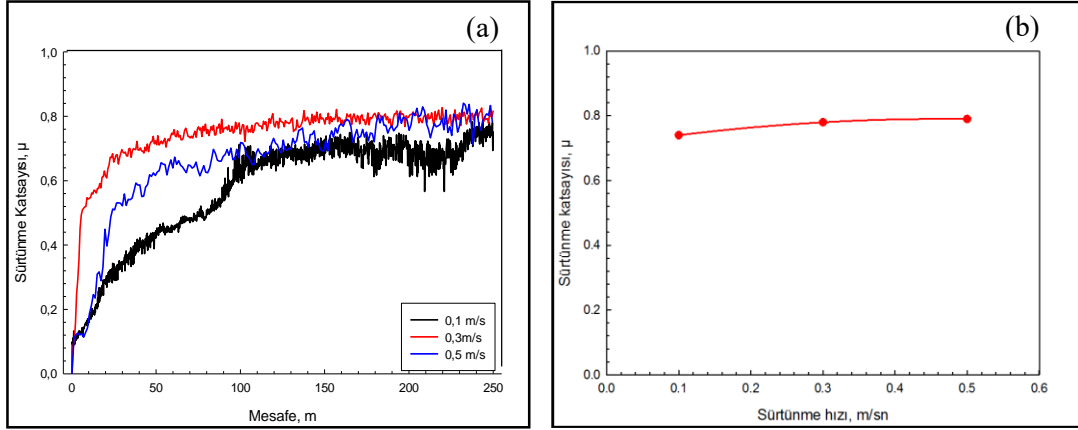 (a)
1,0
0,8
0,6
0,4
0,2
0,0
Sürtünme Katsayısı, µ
0,1 m/s
0,3m/s
0,5 m/s
0 50 100 150 200 250
Mesafe, m
(b)
1.0
0.8
0.6
0.4
0.2
0.0
Sürtünme katsayısı, µ
0.0 0.1 0.2 0.3 0.4 0.5 0.6
Sürtünme hızı, m/sn